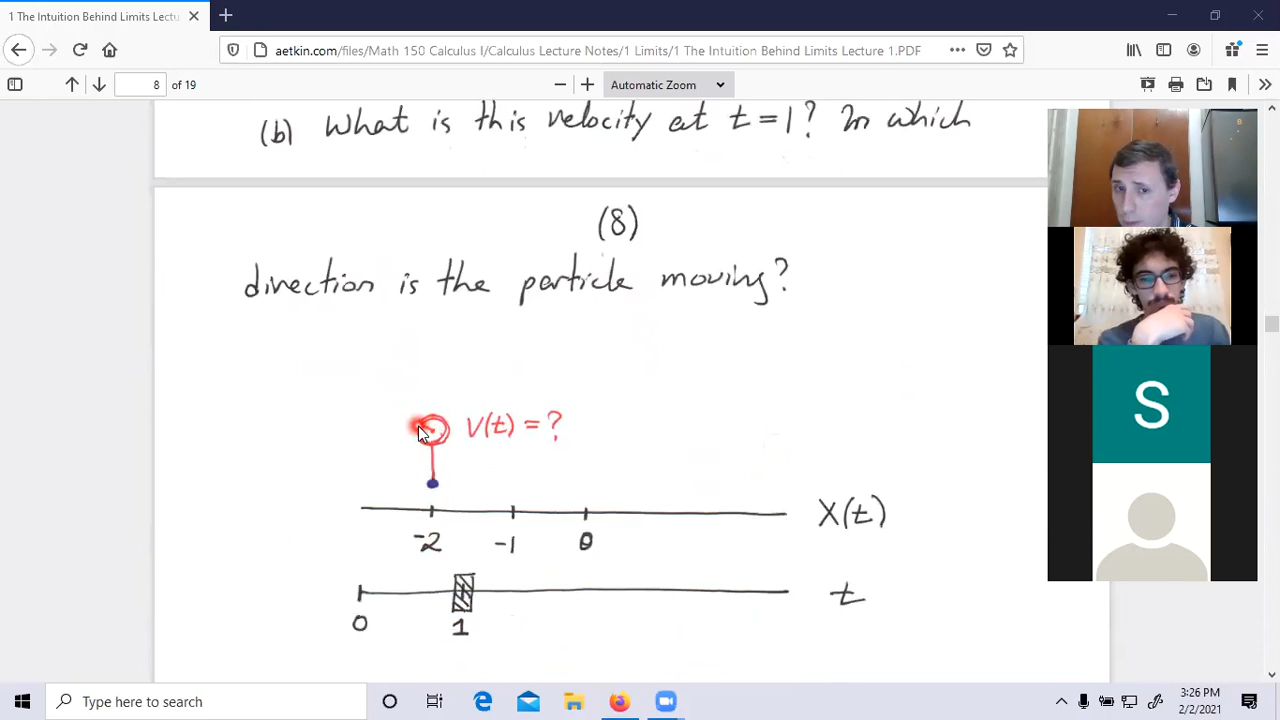 1 The Intuition Behind Limits Lectu
aetkin.com/files/Math 150 Calculus I/Calculus Lecture Notes/1 Limits/1 The Intuition Behind Limits Lecture 1.PDF
8 of 19
Automatic Zoom
(b) What is this velocity at t=1? In which
(8)
direction is the particle moving?
V(t) = ?
X(t)
-2 -1 0
t
0 1
S
Type here to search
3:26 PM
2/2/2021